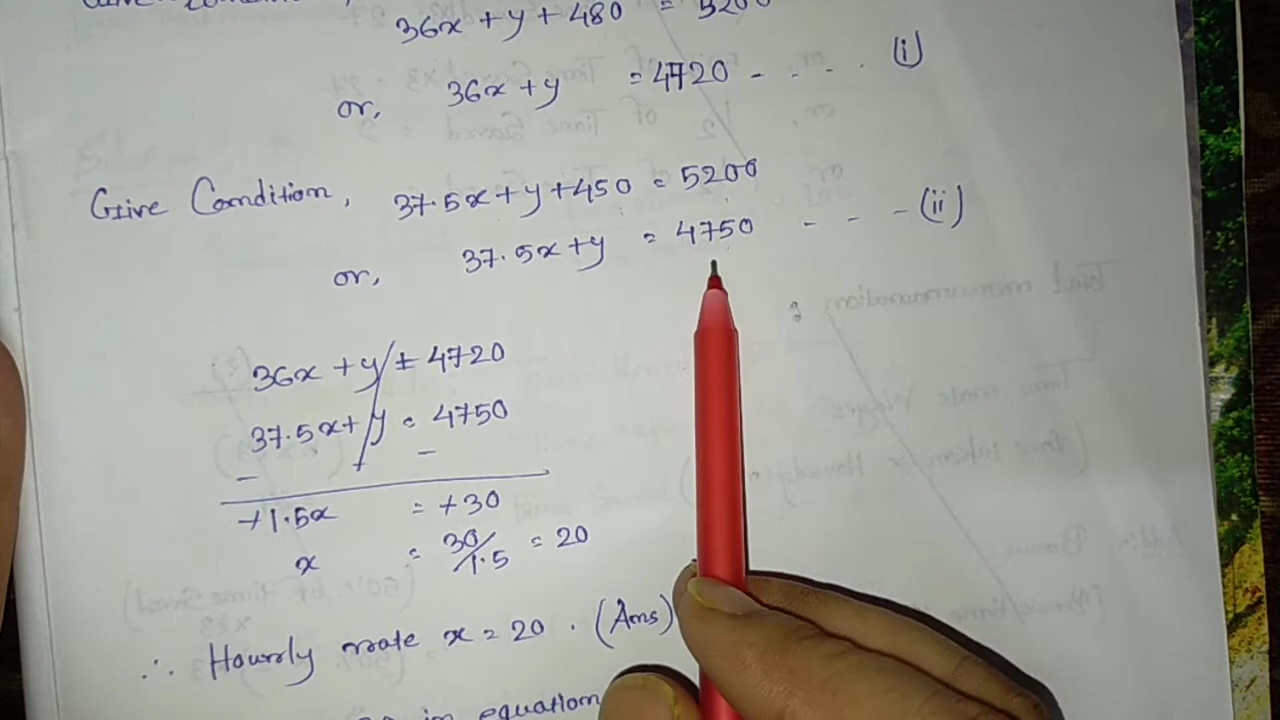 36x + y + 480 = 5200
or, 36x + y = 4720 - - - - (i)
Give Condition, 37.5x + y + 450 = 5200
or, 37.5x + y = 4750 - - - (ii)
36x + y = 4720
37.5x + y = 4750
- - -
+1.5x = +30
x = 30/1.5 = 20
∴ Hourly rate x = 20 . (Ans)
in equation